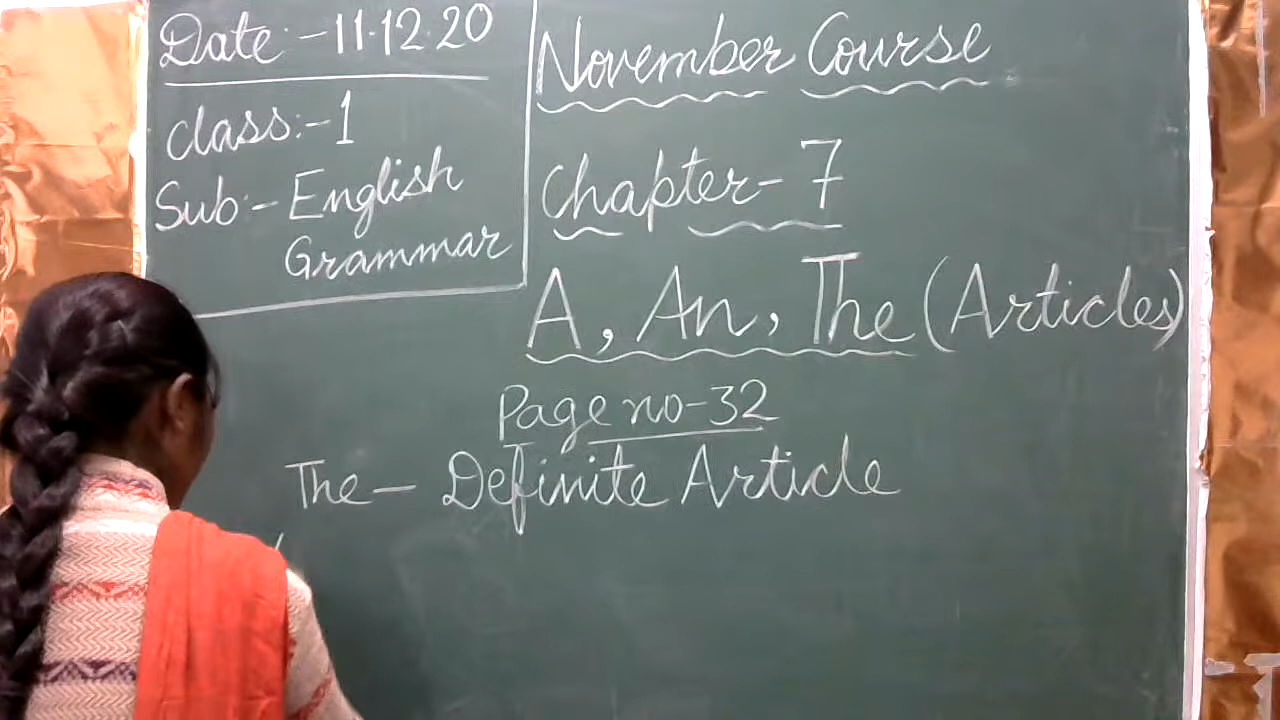 Date:-11.12.20
Class:-1
Sub:-English
Grammar
November Course
Chapter-7
A, An, The (Articles)
Page no-32
The- Definite Article